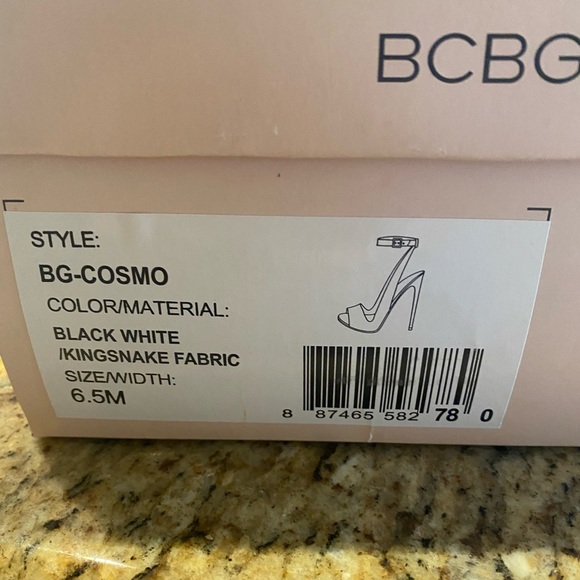 BCBG
STYLE:
BG-COSMO
COLOR/MATERIAL:
BLACK WHITE
/KINGSNAKE FABRIC
SIZE/WIDTH:
6.5M
8 87465 582 78 0